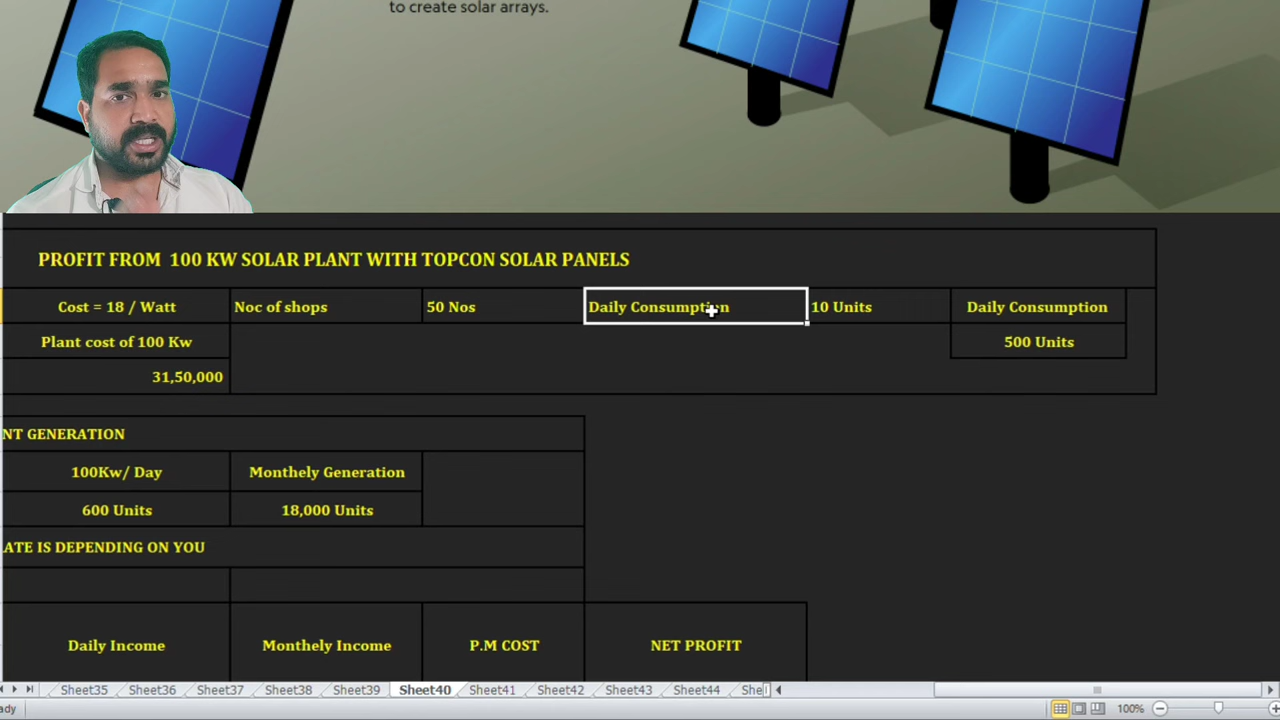 to create solar arrays.
PROFIT FROM 100 KW SOLAR PLANT WITH TOPCON SOLAR PANELS
Cost = 18 / Watt Noc of shops 50 Nos Daily Consumption 10 Units Daily Consumption
Plant cost of 100 Kw 500 Units
31,50,000
NT GENERATION
100Kw/ Day Monthely Generation
600 Units 18,000 Units
ATE IS DEPENDING ON YOU
Daily Income Monthely Income P.M COST NET PROFIT
Sheet35 Sheet36 Sheet37 Sheet38 Sheet39 Sheet40 Sheet41 Sheet42 Sheet43 Sheet44 She
ady 100%